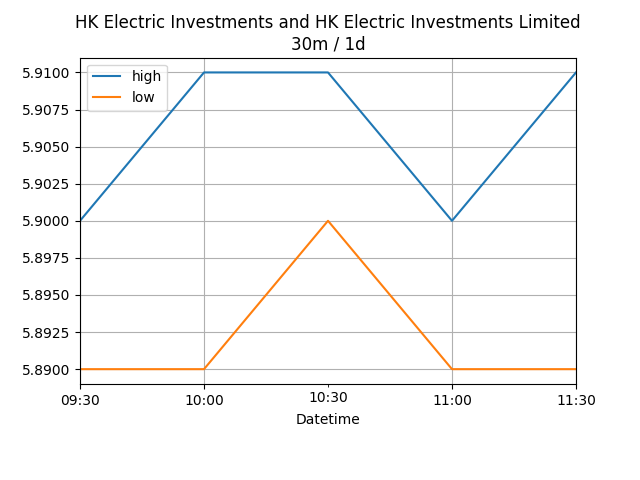 HK Electric Investments and HK Electric Investments Limited
30m / 1d
high
low
5.9100
5.9075
5.9050
5.9025
5.9000
5.8975
5.8950
5.8925
5.8900
09:30 10:00 10:30 11:00 11:30
Datetime